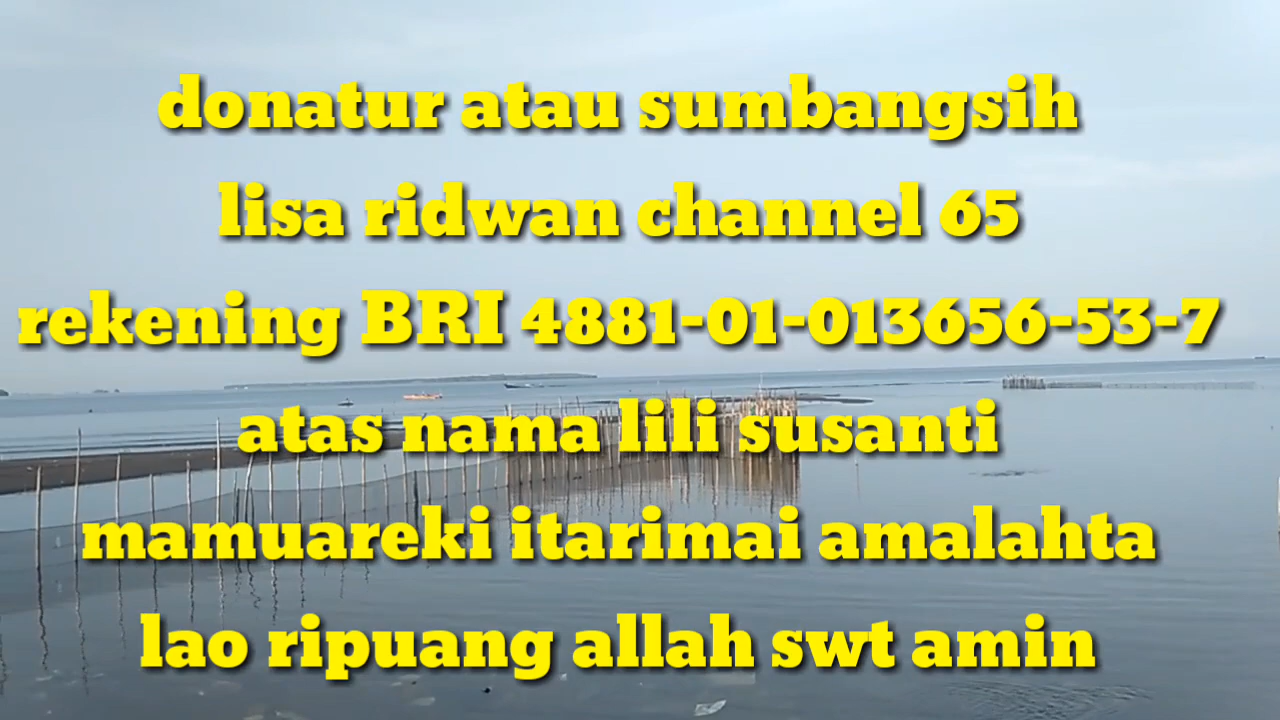 donatur atau sumbangsih
lisa ridwan channel 65
rekening BRI 4881-01-013656-53-7
atas nama lili susanti
mamuareki itarimai amalahta
lao ripuang allah swt amin